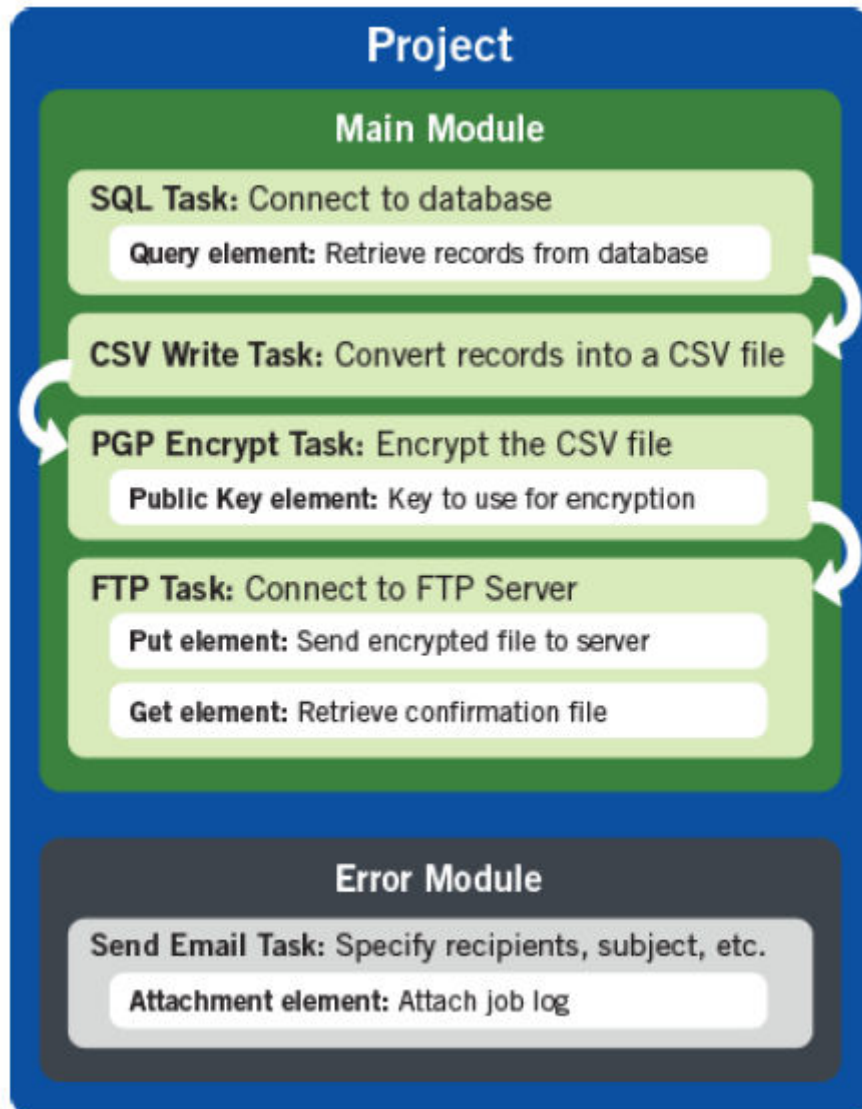 Project
Main Module
SQL Task: Connect to database
Query element: Retrieve records from database
CSV Write Task: Convert records into a CSV file
PGP Encrypt Task: Encrypt the CSV file
Public Key element: Key to use for encryption
FTP Task: Connect to FTP Server
Put element: Send encrypted file to server
Get element: Retrieve confirmation file
Error Module
Send Email Task: Specify recipients, subject, etc.
Attachment element: Attach job log